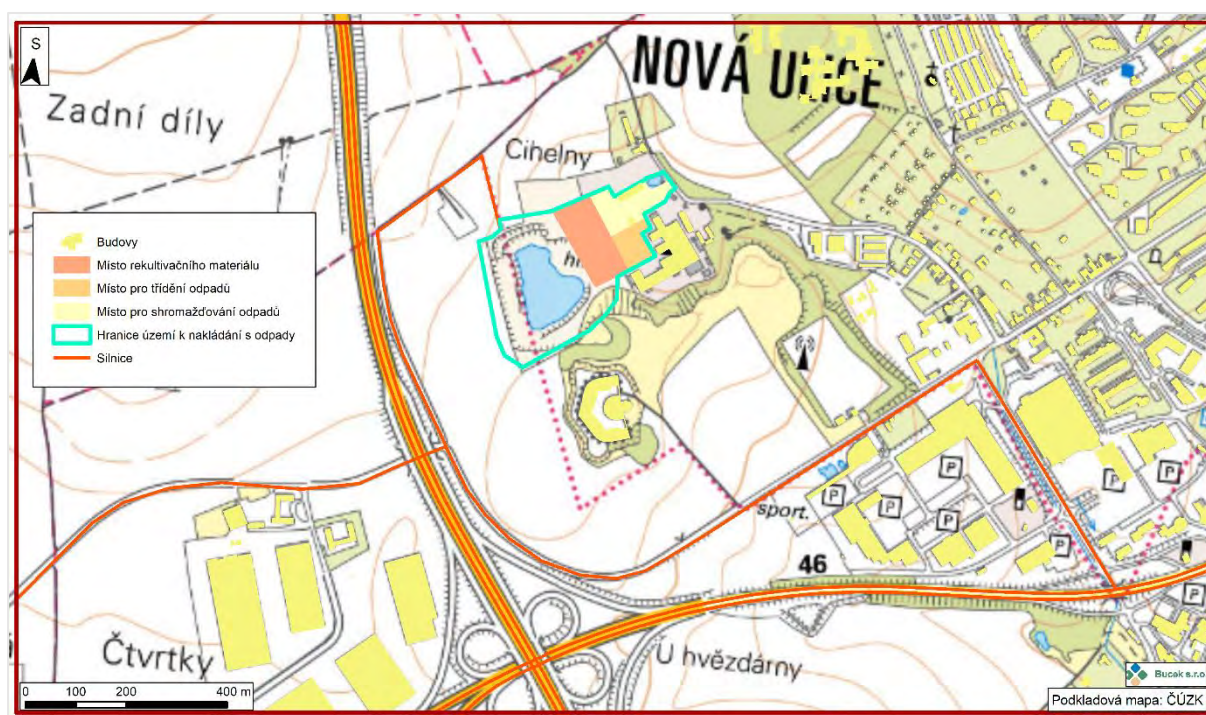 S
NOVÁ ULICE
Zadní díly
Cihelny
Budovy
Místo rekultivačního materiálu
Místo pro třídění odpadů
Místo pro shromažďování odpadů
Hranice území k nakládání s odpady
Silnice
sport.
P
P
P
P
P
P
P
P
P
46
Čtvrtky
U hvězdárny
0 100 200 400 m
Bucek s.r.o.
Podkladová mapa: ČÚZK